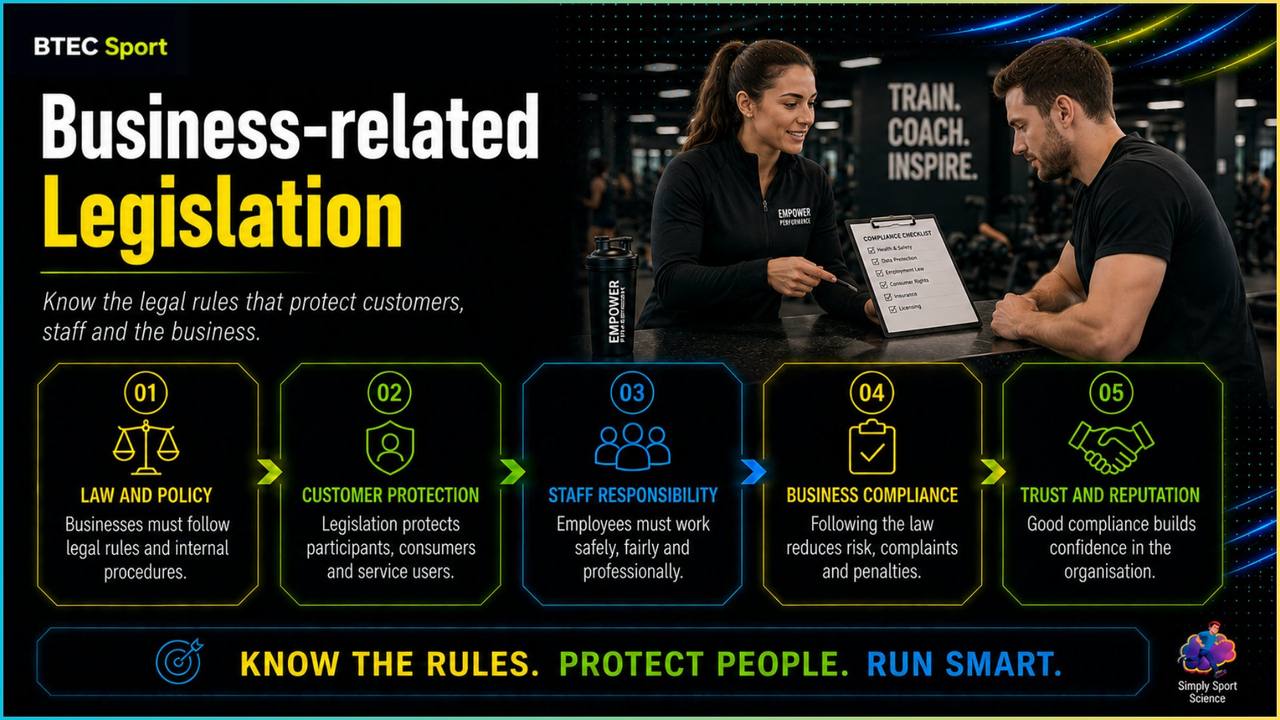 BTEC Sport
Business-related
Legislation
Know the legal rules that protect customers,
staff and the business.
TRAIN.
COACH.
INSPIRE.
EMPOWER
PERFORMANCE
EMPOWER
COMPLIANCE CHECKLIST
Health & Safety
Data Protection
Employment Law
Consumer Rights
Insurance
Licensing
01
LAW AND POLICY
Businesses must follow
legal rules and internal
procedures.
02
CUSTOMER PROTECTION
Legislation protects
participants, consumers
and service users.
03
STAFF RESPONSIBILITY
Employees must work
safely, fairly and
professionally.
04
BUSINESS COMPLIANCE
Following the law
reduces risk, complaints
and penalties.
05
TRUST AND REPUTATION
Good compliance builds
confidence in the
organisation.
KNOW THE RULES. PROTECT PEOPLE. RUN SMART.
Simply Sport
Science